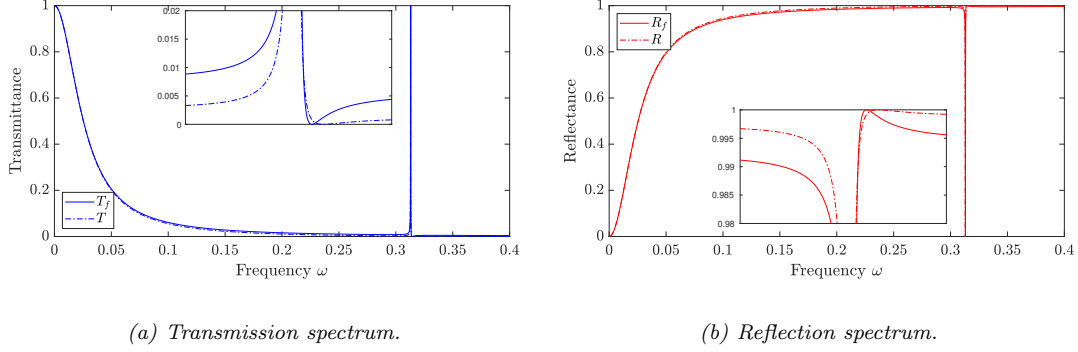 1
0.8
0.6
0.4
0.2
0
Transmittance
0.02
0.015
0.01
0.005
0
T_f
T
0 0.05 0.1 0.15 0.2 0.25 0.3 0.35 0.4
Frequency ω
(a) Transmission spectrum.
1
0.8
0.6
0.4
0.2
0
Reflectance
R_f
R
1
0.995
0.99
0.985
0.98
0 0.05 0.1 0.15 0.2 0.25 0.3 0.35 0.4
Frequency ω
(b) Reflection spectrum.